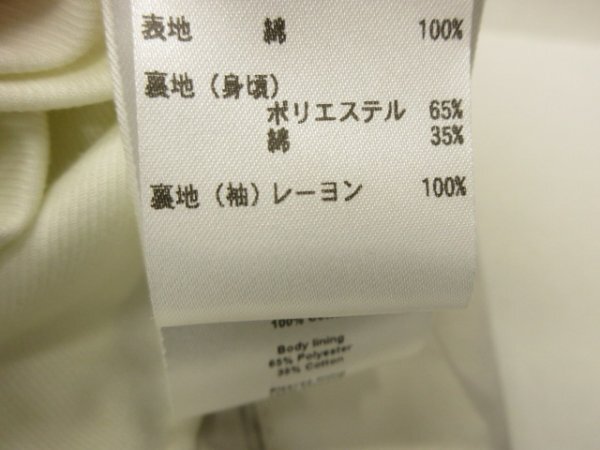 表地 綿 100%
裏地（身頃）
ポリエステル 65%
綿 35%
裏地（袖）レーヨン 100%
100%
Body lining
65% Polyester
35% Cotton